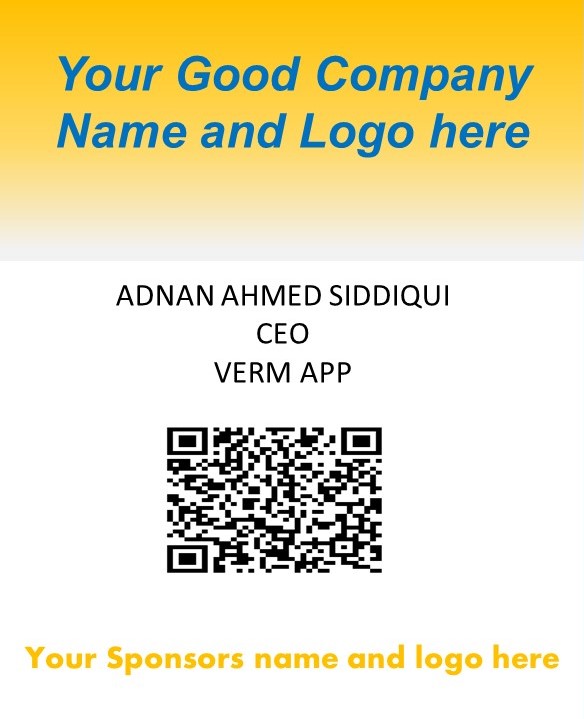 Your Good Company
Name and Logo here
ADNAN AHMED SIDDIQUI
CEO
VERM APP
Your Sponsors name and logo here